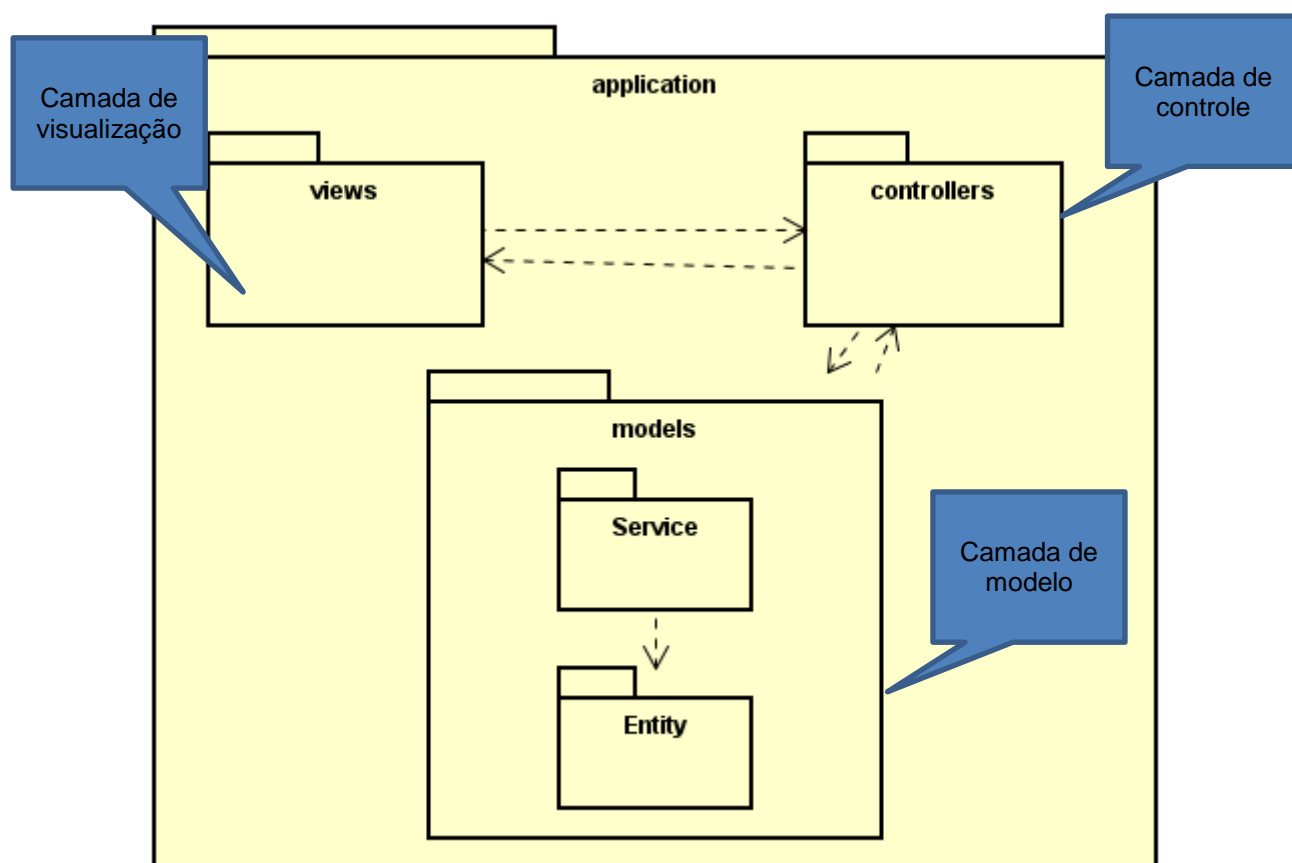 application
Camada de
visualização
Camada de
controle
views
controllers
models
Service
Camada de
modelo
Entity